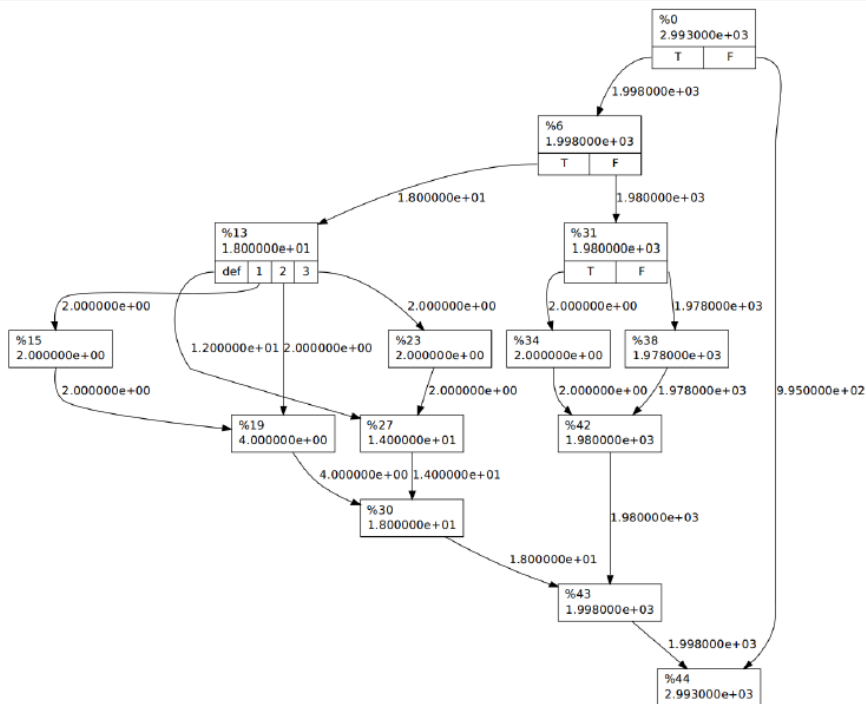 %0
2.993000e+03
T F
1.998000e+03
%6
1.998000e+03
T F
1.800000e+01
1.980000e+03
%13
1.800000e+01
def 1 2 3
%31
1.980000e+03
T F
2.000000e+00
2.000000e+00
2.000000e+00
1.978000e+03
%15
2.000000e+00
1.200000e+01
2.000000e+00
%23
2.000000e+00
%34
2.000000e+00
%38
1.978000e+03
2.000000e+00
2.000000e+00
2.000000e+00
1.978000e+03
9.950000e+02
%19
4.000000e+00
%27
1.400000e+01
%42
1.980000e+03
4.000000e+00
1.400000e+01
%30
1.800000e+01
1.980000e+03
1.800000e+01
%43
1.998000e+03
1.998000e+03
%44
2.993000e+03